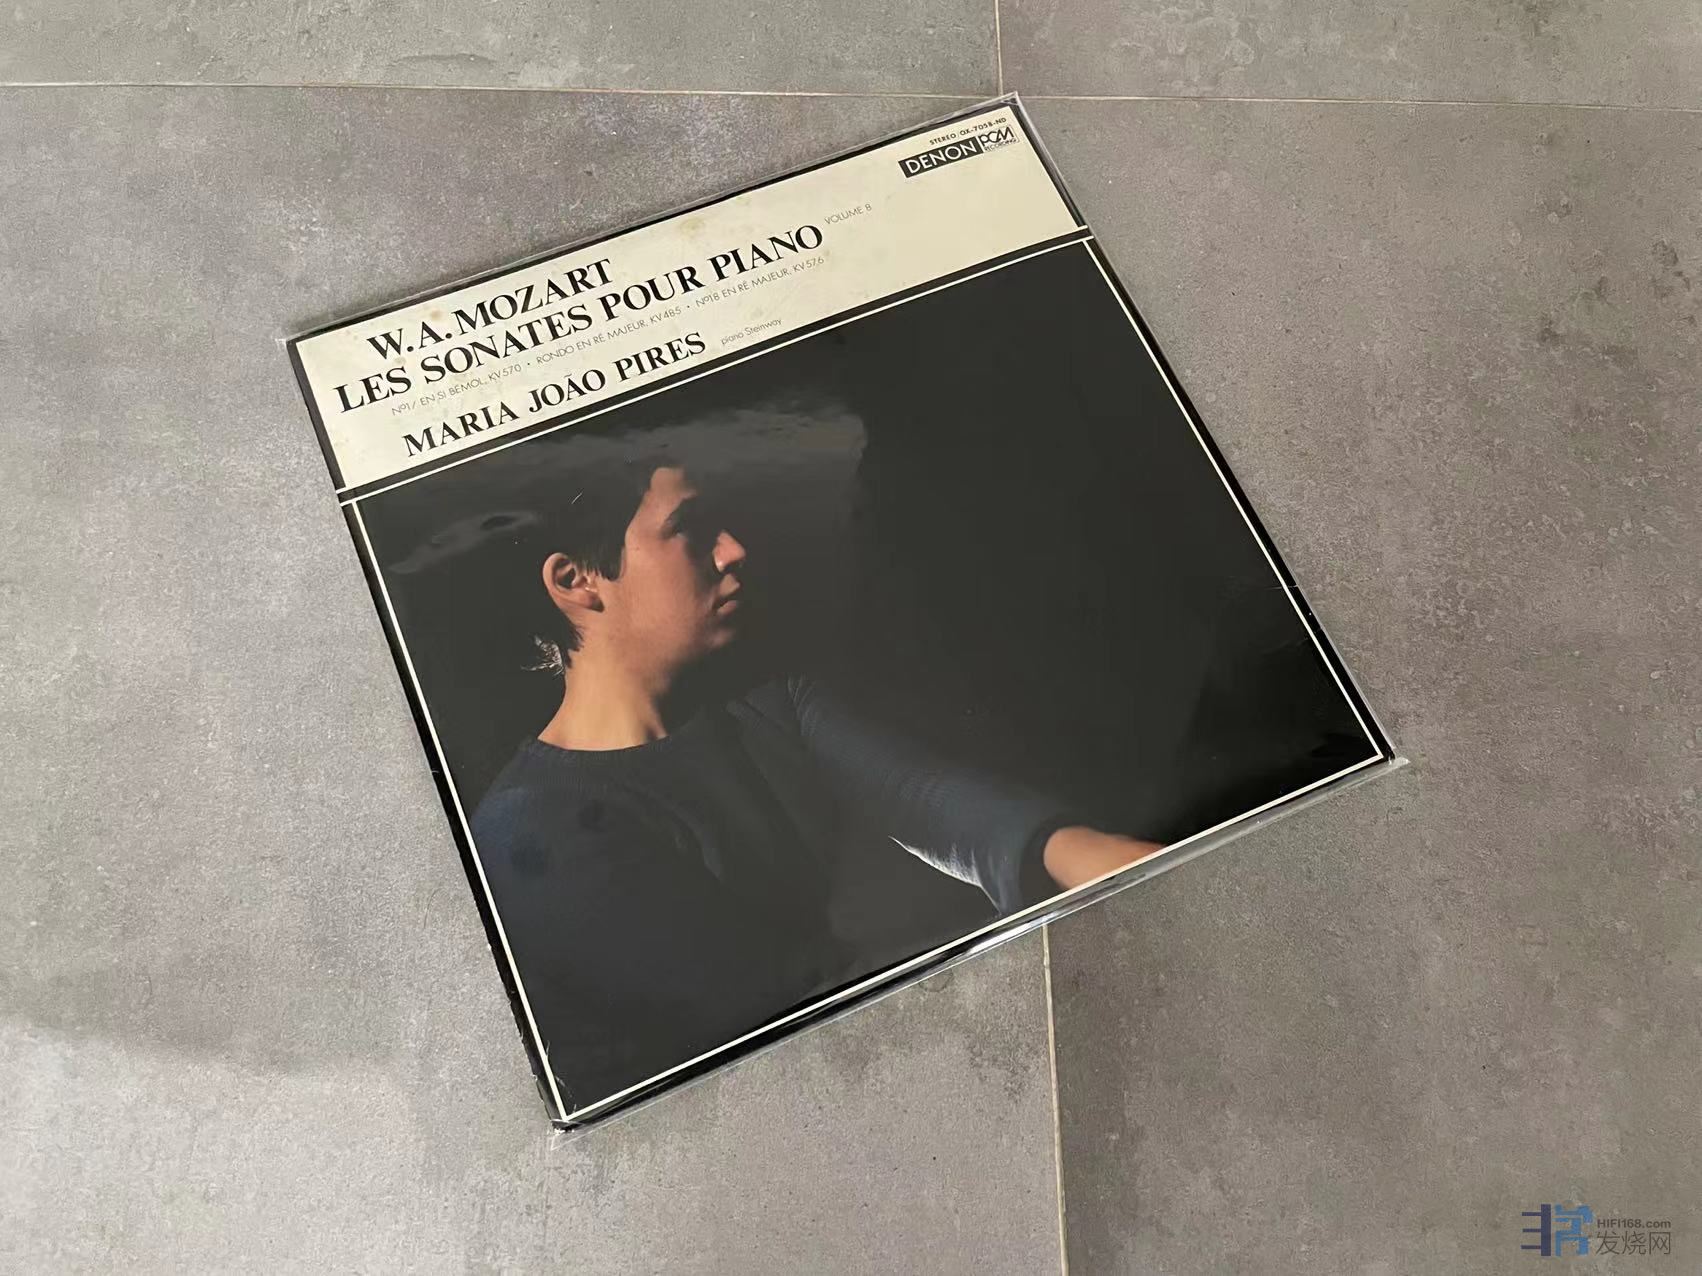 STEREO OX-7058-ND
DENON PCM RECORDING
W.A. MOZART
LES SONATES POUR PIANO VOLUME 8
Nº17 EN SI BÉMOL, KV 570 • RONDO EN RÉ MAJEUR, KV 485 • Nº18 EN RÉ MAJEUR, KV 576
MARIA JOÃO PIRES piano Steinway
HIFI168.com
发烧网